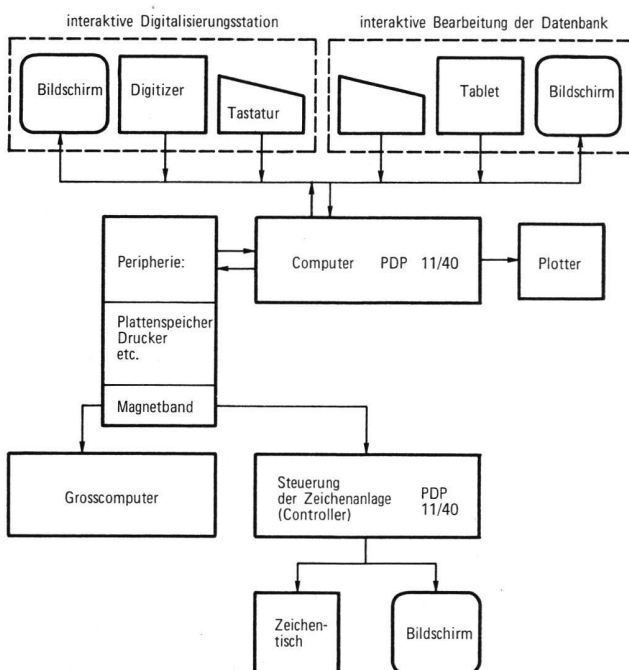 interaktive Digitalisierungsstation
interaktive Bearbeitung der Datenbank
Bildschirm
Digitizer
Tastatur
Tablet
Bildschirm
Peripherie:
Computer PDP 11/40
Plotter
Plattenspeicher
Drucker
etc.
Magnetband
Grosscomputer
Steuerung PDP
der Zeichenanlage 11/40
(Controller)
Zeichen-
tisch
Bildschirm